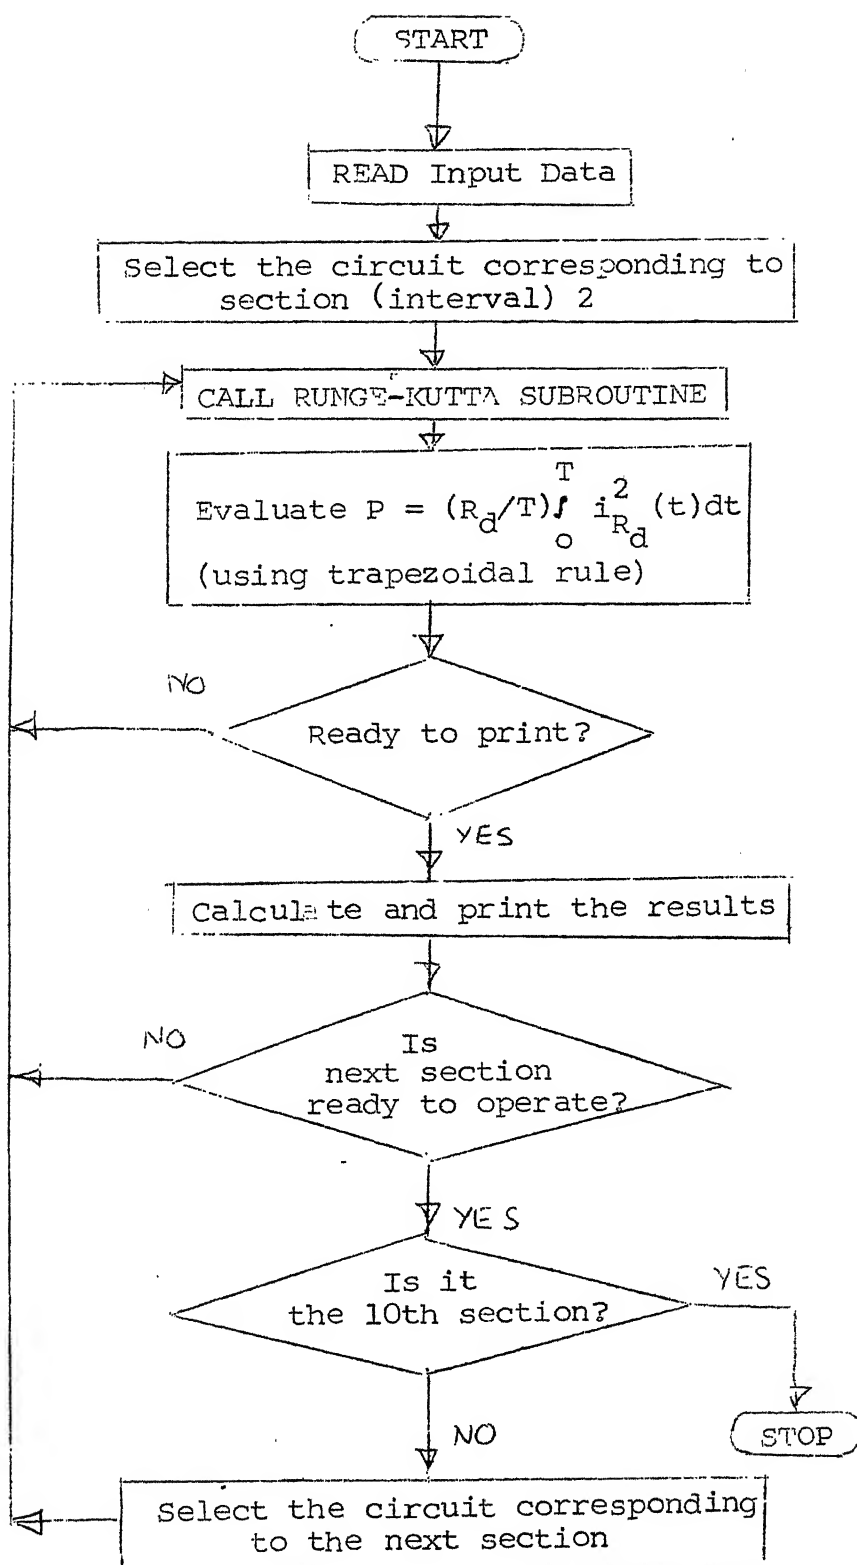 START
READ Input Data
Select the circuit corresponding to
section (interval) 2
CALL RUNGE-KUTTA SUBROUTINE
T
Evaluate P = (R_d/T)∫ i²_{R_d}(t)dt
O
(using trapezoidal rule)
NO
Ready to print?
YES
Calculate and print the results
NO
Is
next section
ready to operate?
YES
Is it
the 10th section?
YES
NO
STOP
Select the circuit corresponding
to the next section